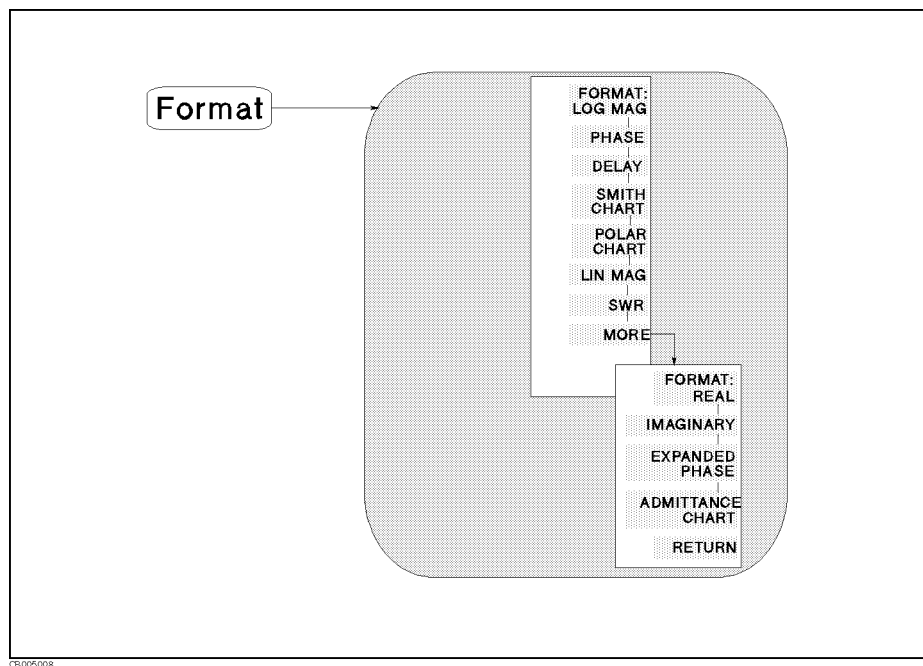 Format
FORMAT:
LOG MAG
PHASE
DELAY
SMITH
CHART
POLAR
CHART
LIN MAG
SWR
MORE
FORMAT:
REAL
IMAGINARY
EXPANDED
PHASE
ADMITTANCE
CHART
RETURN
CB005008